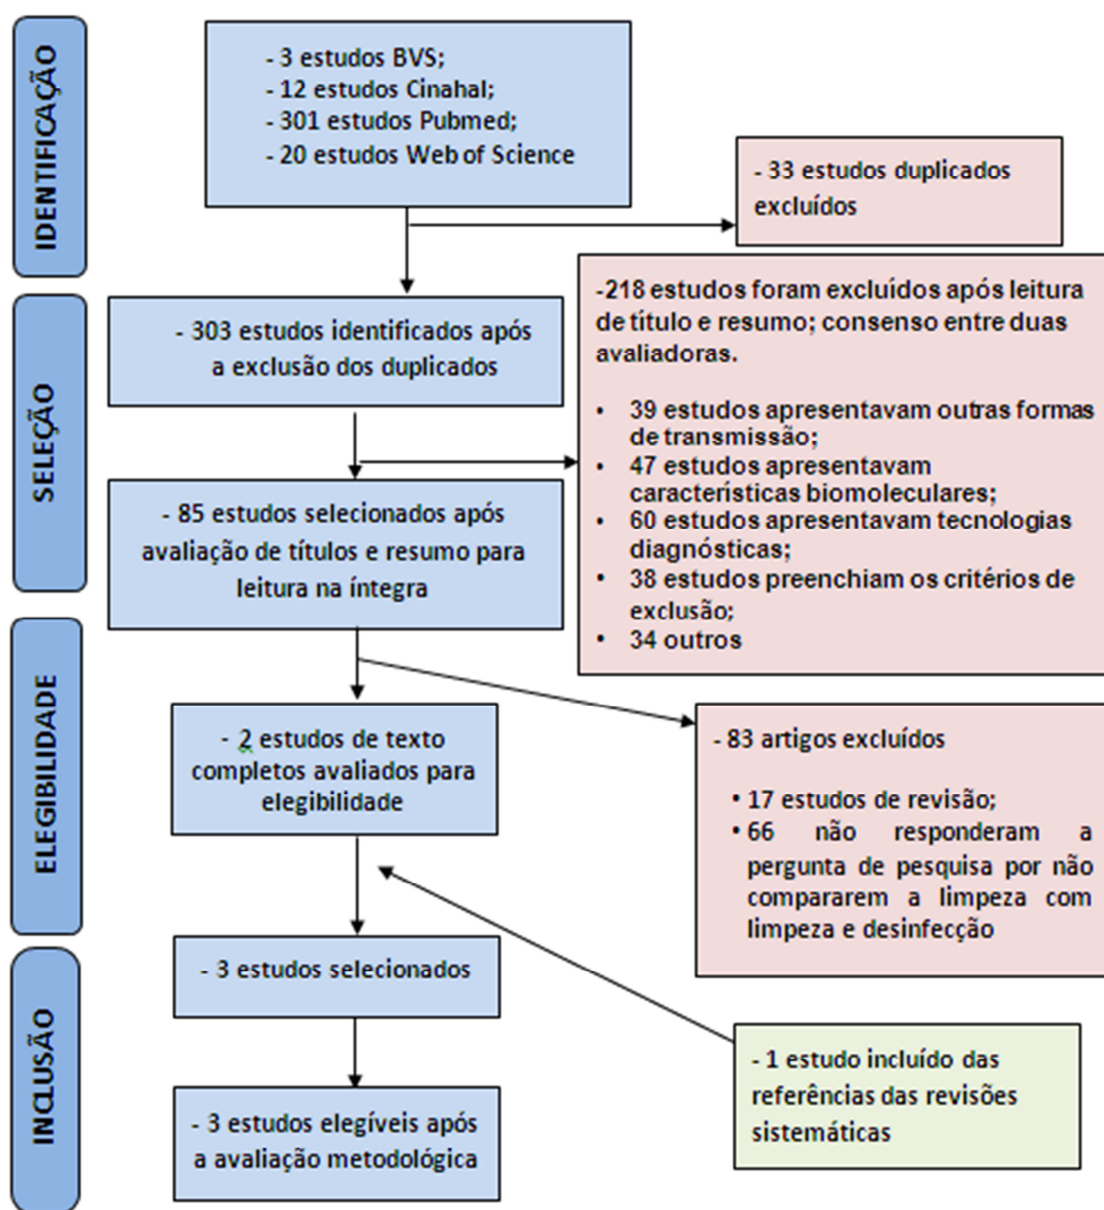 IDENTIFICAÇÃO
- 3 estudos BVS;
- 12 estudos Cinahal;
- 301 estudos Pubmed;
- 20 estudos Web of Science
- 33 estudos duplicados
excluídos
SELEÇÃO
- 303 estudos identificados após
a exclusão dos duplicados
-218 estudos foram excluídos após leitura
de título e resumo; consenso entre duas
avaliadoras.
• 39 estudos apresentavam outras formas
de transmissão;
• 47 estudos apresentavam
características biomoleculares;
• 60 estudos apresentavam tecnologias
diagnósticas;
• 38 estudos preenchiam os critérios de
exclusão;
• 34 outros
- 85 estudos selecionados após
avaliação de títulos e resumo para
leitura na íntegra
ELEGIBILIDADE
- 2 estudos de texto
completos avaliados para
elegibilidade
- 83 artigos excluídos
• 17 estudos de revisão;
• 66 não responderam a
pergunta de pesquisa por não
compararem a limpeza com
limpeza e desinfecção
INCLUSÃO
- 3 estudos selecionados
- 1 estudo incluído das
referências das revisões
sistemáticas
- 3 estudos elegíveis após
a avaliação metodológica